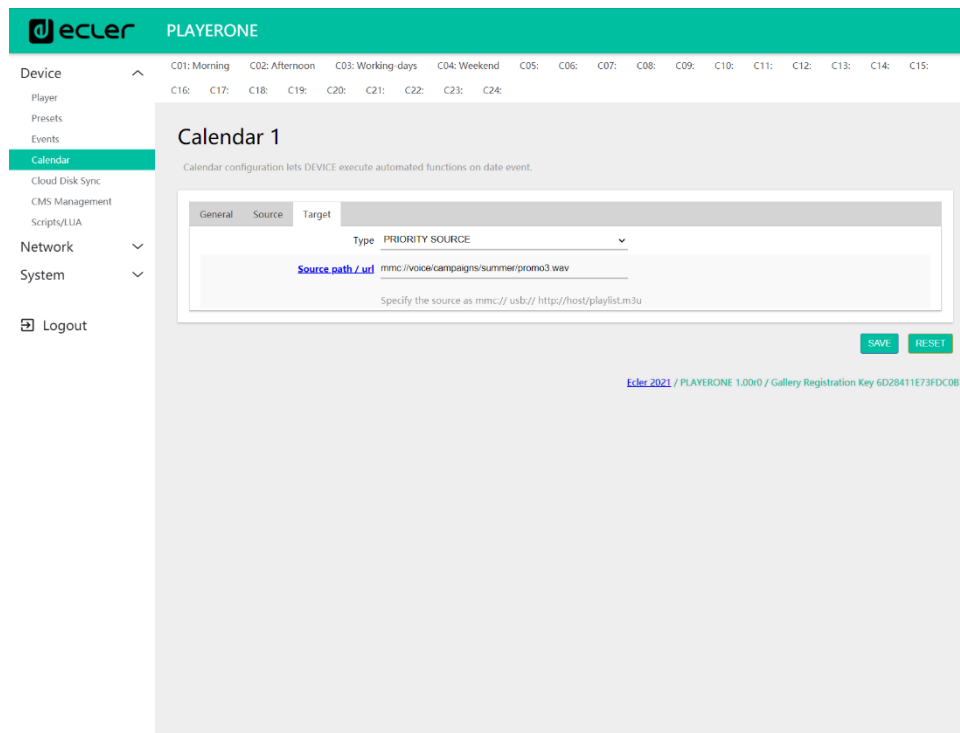 ecler
PLAYERONE
Device
Player
Presets
Events
Calendar
Cloud Disk Sync
CMS Management
Scripts/LUA
Network
System
Logout
C01: Morning C02: Afternoon C03: Working-days C04: Weekend C05: C06: C07: C08: C09: C10: C11: C12: C13: C14: C15:
C16: C17: C18: C19: C20: C21: C22: C23: C24:
Calendar 1
Calendar configuration lets DEVICE execute automated functions on date event.
General Source Target
Type PRIORITY SOURCE
Source path / url mmc://voice/campaigns/summer/promo3.wav
Specify the source as mmc:// usb:// http://host/playlist.m3u
SAVE RESET
Ecler 2021 / PLAYERONE 1.00r0 / Gallery Registration Key 6D28411E73FDC0B